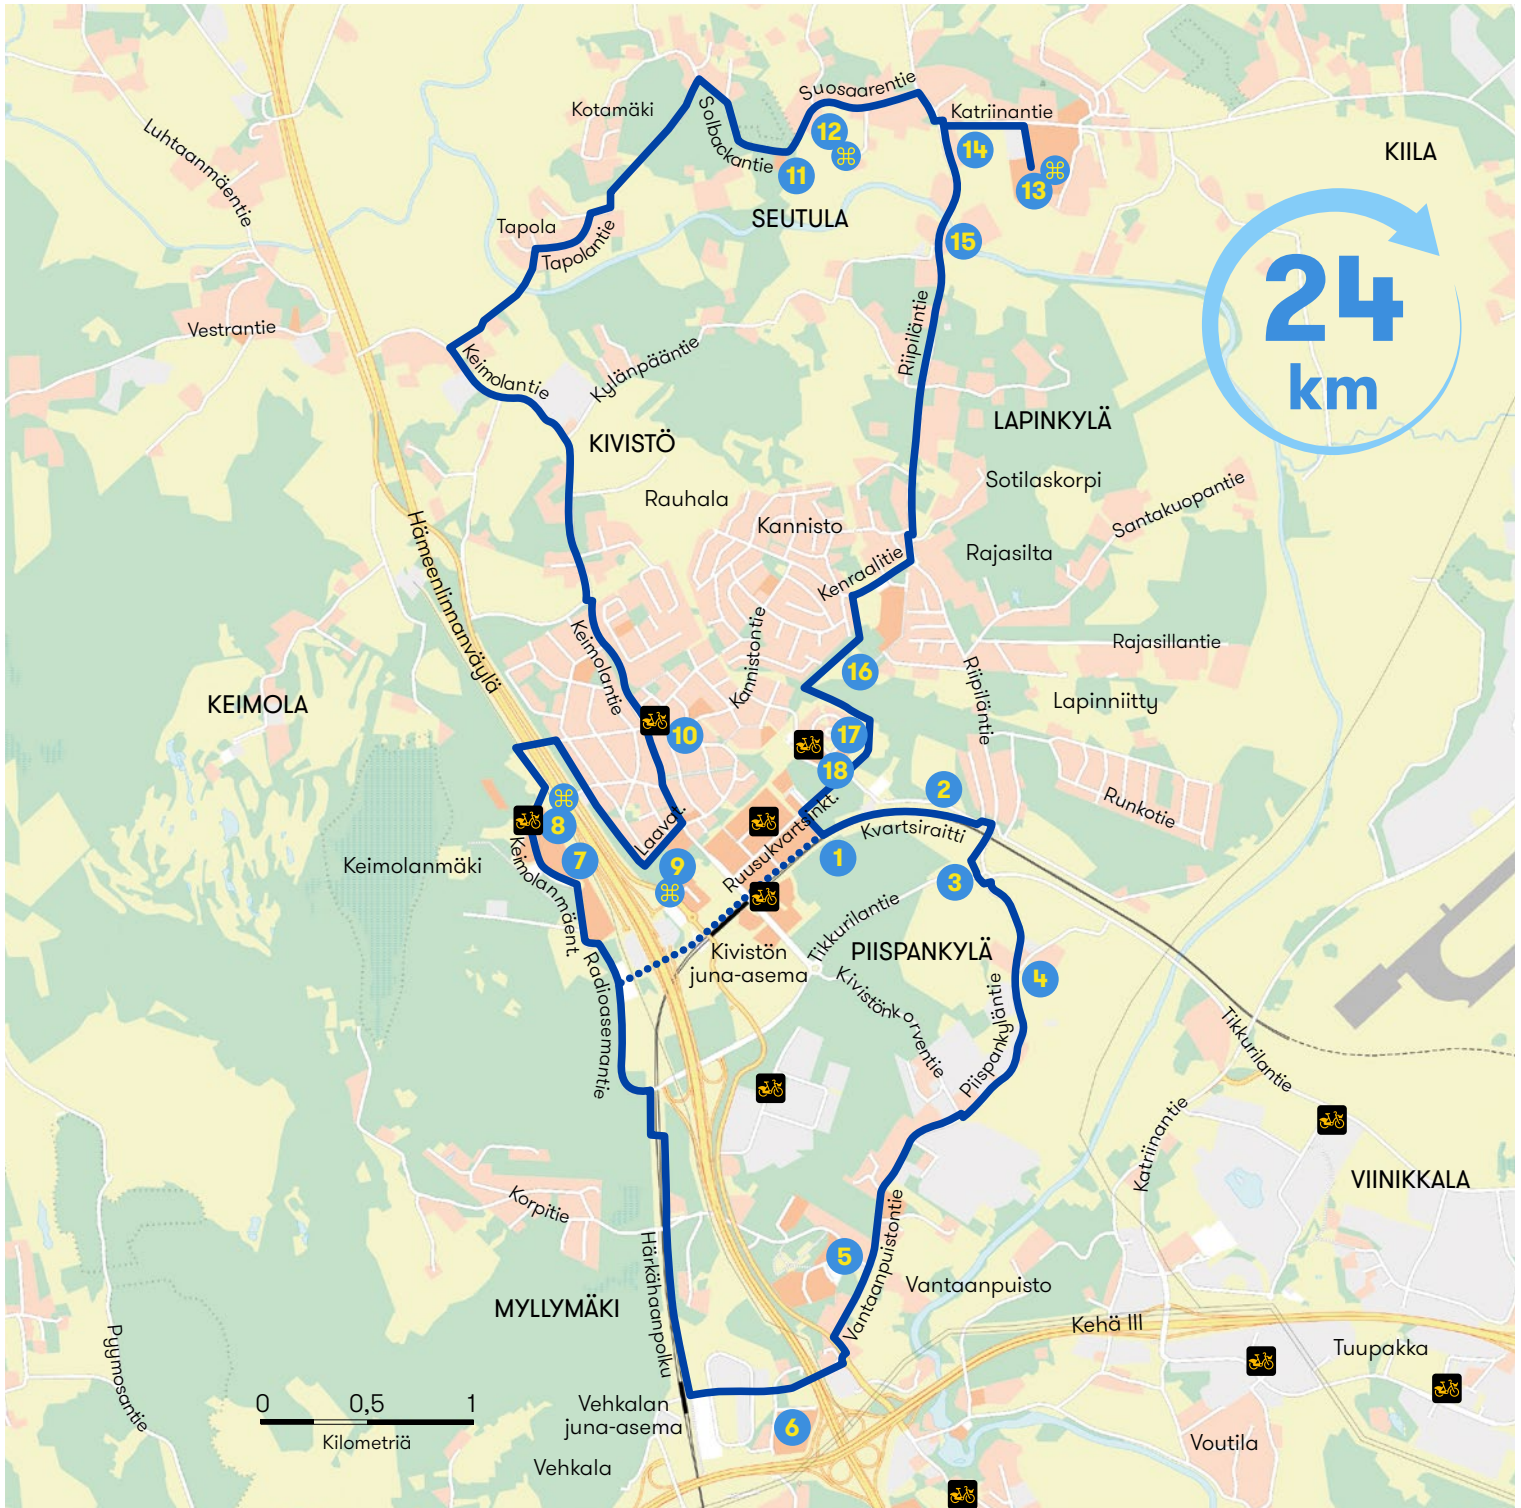 Suosaarentie
Kotamäki
Solbackantie
Katriinantie
12
14
KIILA
Luhtaanmäentie
11
13
SEUTULA
Tapola
Tapolantie
15
24
km
Vestrantie
Riipiläntie
Keimolantie
Kylänpääntie
LAPINKYLÄ
KIVISTÖ
Sotilaskorpi
Rauhala
Santakuopantie
Kannisto
Hämeenlinnanväylä
Rajasilta
Kenraalitie
Keimolantie
Kannistontie
Rajasillantie
16
Riipiläntie
Lapinniitty
KEIMOLA
10
17
18
2
Runkotie
8
Laavat.
Ruusukvartsinkt.
Kvartsiraitti
Keimolanmäki
Keimolanmäent.
7
9
1
3
Tikkurilantie
Kivistön
juna-asema
PIISPANKYLÄ
4
Radioasemantie
Kivistönkorventie
Piispankyläntie
Tikkurilantie
Katriinantie
VIINIKKALA
Korpitie
Härkähaanpolku
5
Vantaanpuistontie
Vantaanpuisto
MYLLYMÄKI
Kehä III
Pyymosantie
Tuupakka
0 0,5 1
Kilometriä
Vehkalan
juna-asema
6
Voutila
Vehkala